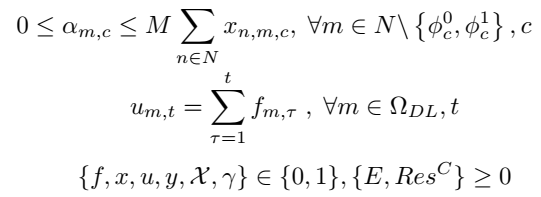 0 ≤ α_{m,c} ≤ M ∑_{n∈N} x_{n,m,c}, ∀m ∈ N\{ϕ_c^0, ϕ_c^1}, c
u_{m,t} = ∑_{τ=1}^{t} f_{m,τ} , ∀m ∈ Ω_{DL}, t
{f, x, u, y, 𝒳, γ} ∈ {0, 1}, {E, Res^C} ≥ 0